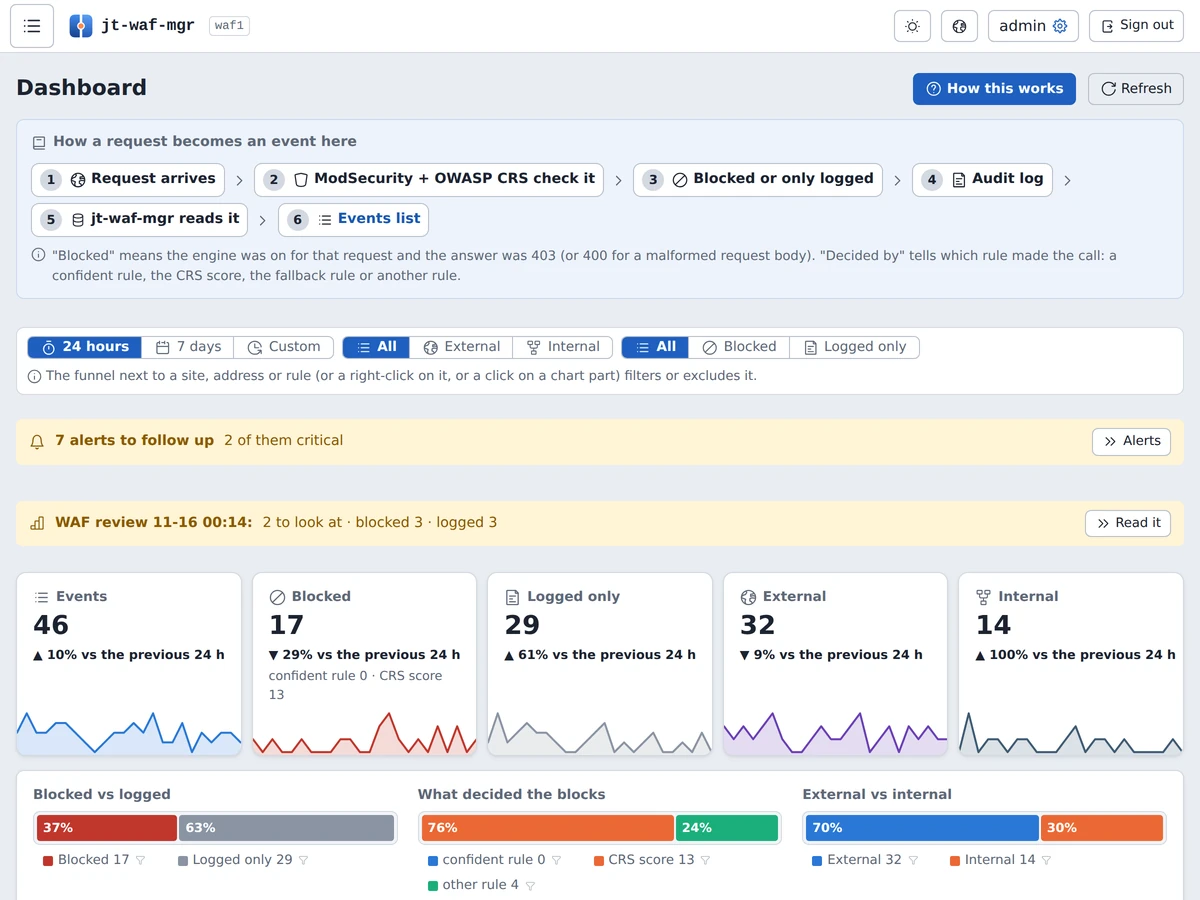 jt-waf-mgr waf1 admin Sign out
Dashboard
How this works Refresh
How a request becomes an event here
1 Request arrives 2 ModSecurity + OWASP CRS check it 3 Blocked or only logged 4 Audit log
5 jt-waf-mgr reads it 6 Events list
"Blocked" means the engine was on for that request and the answer was 403 (or 400 for a malformed request body). "Decided by" tells which rule made the call: a
confident rule, the CRS score, the fallback rule or another rule.
24 hours 7 days Custom All External Internal All Blocked Logged only
The funnel next to a site, address or rule (or a right-click on it, or a click on a chart part) filters or excludes it.
7 alerts to follow up 2 of them critical Alerts
WAF review 11-16 00:14: 2 to look at · blocked 3 · logged 3 Read it
Events
46
▲ 10% vs the previous 24 h
Blocked
17
▼ 29% vs the previous 24 h
confident rule 0 · CRS score
13
Logged only
29
▲ 61% vs the previous 24 h
External
32
▼ 9% vs the previous 24 h
Internal
14
▲ 100% vs the previous 24 h
Blocked vs logged
37% 63%
Blocked 17 Logged only 29
What decided the blocks
76% 24%
confident rule 0 CRS score 13
other rule 4
External vs internal
70% 30%
External 32 Internal 14